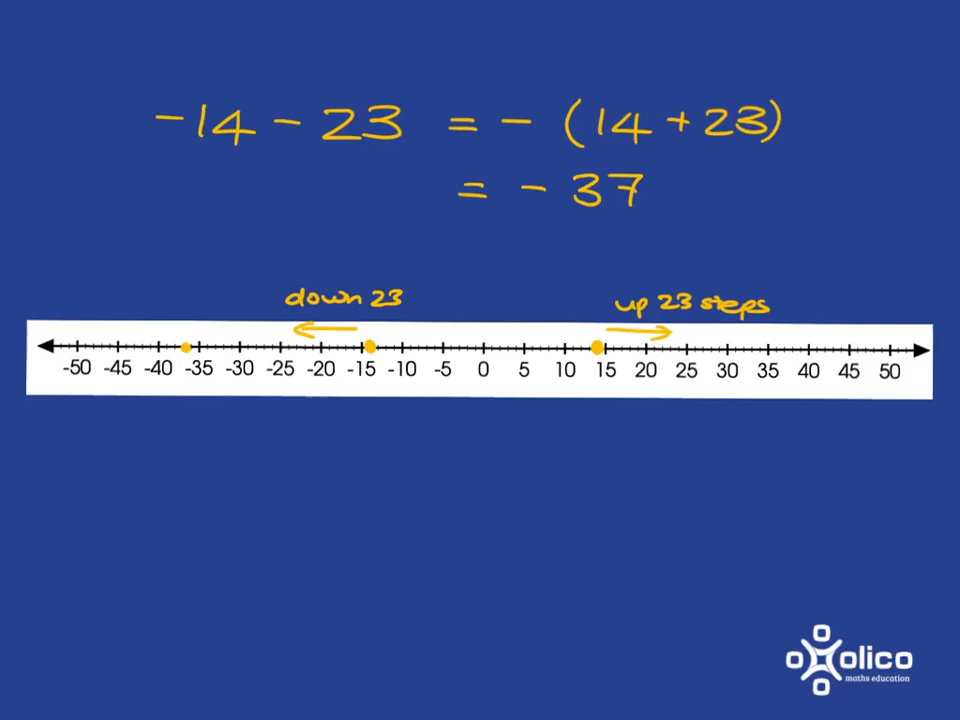 -14 - 23 = - (14 + 23)
= - 37
down 23 up 23 steps
-50 -45 -40 -35 -30 -25 -20 -15 -10 -5 0 5 10 15 20 25 30 35 40 45 50
olico
maths education